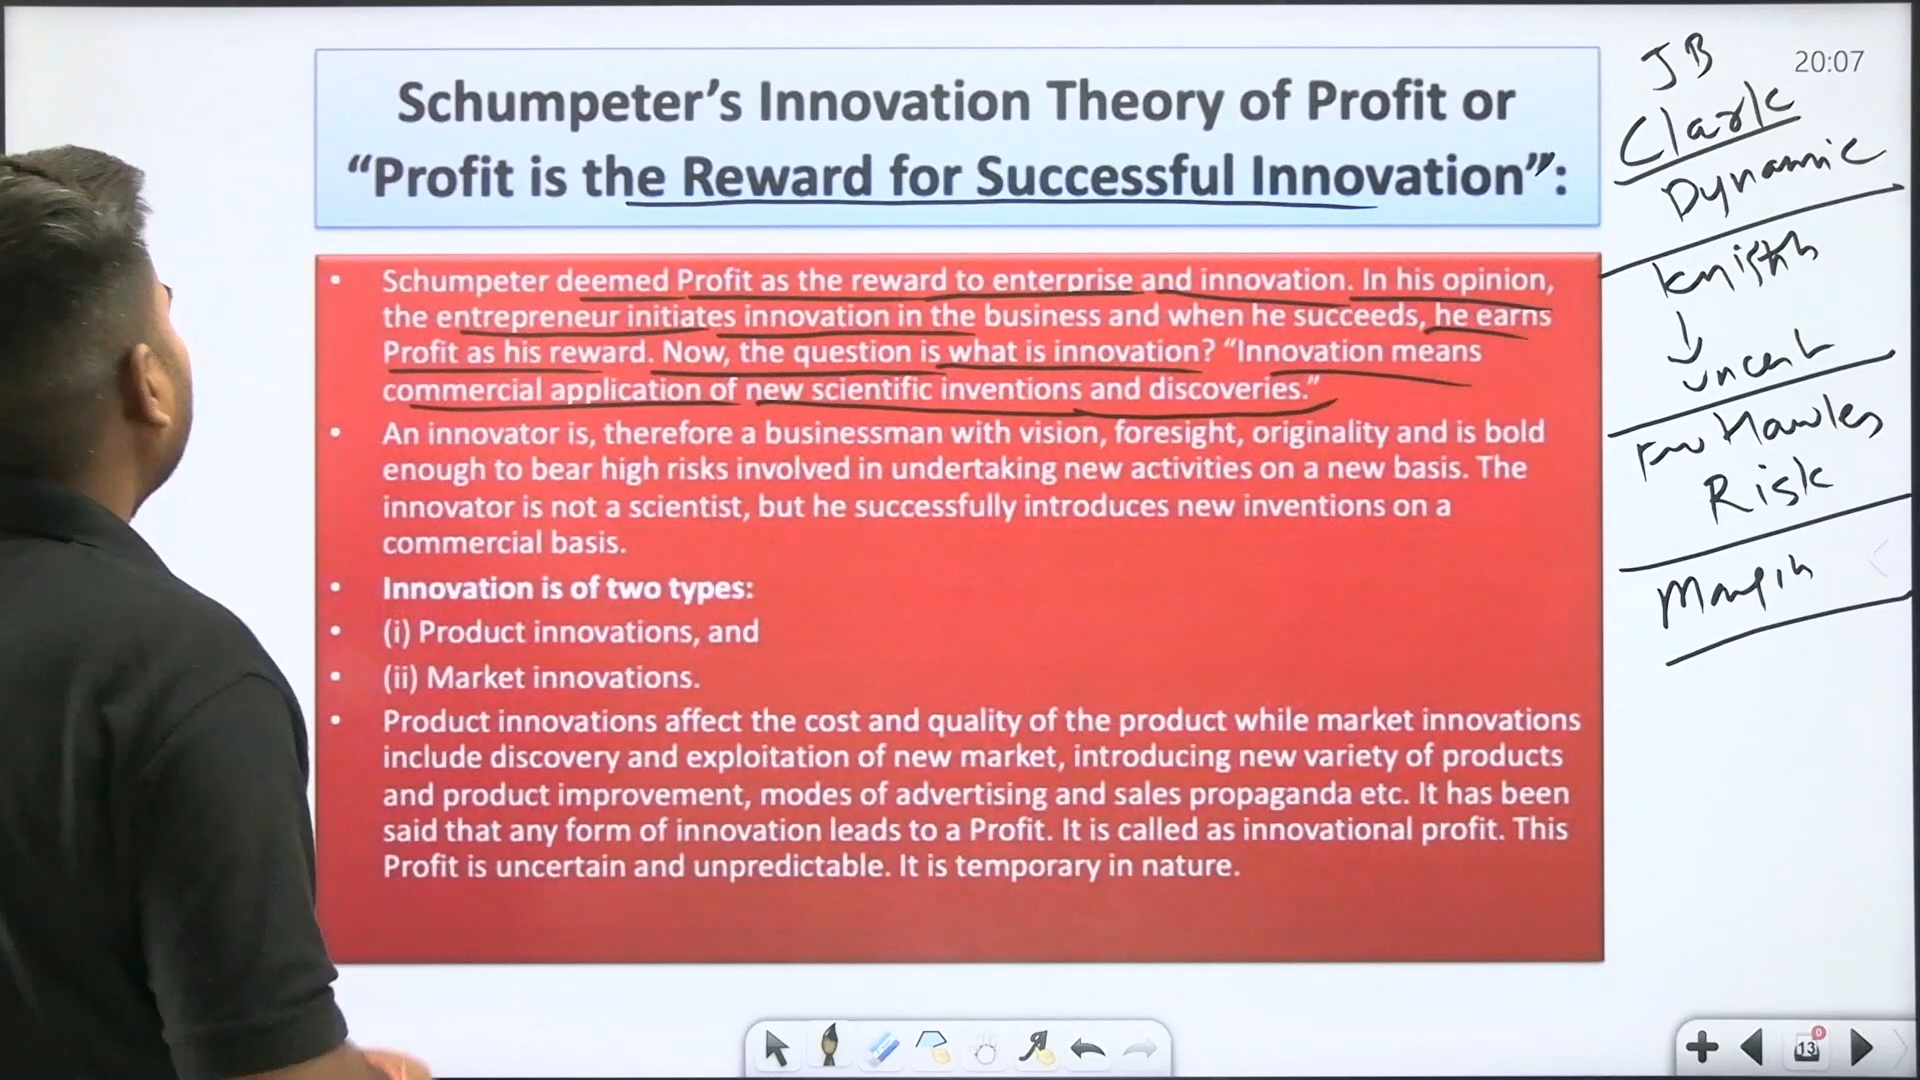 Schumpeter’s Innovation Theory of Profit or
“Profit is the Reward for Successful Innovation”:
• Schumpeter deemed Profit as the reward to enterprise and innovation. In his opinion,
the entrepreneur initiates innovation in the business and when he succeeds, he earns
Profit as his reward. Now, the question is what is innovation? “Innovation means
commercial application of new scientific inventions and discoveries.”
• An innovator is, therefore a businessman with vision, foresight, originality and is bold
enough to bear high risks involved in undertaking new activities on a new basis. The
innovator is not a scientist, but he successfully introduces new inventions on a
commercial basis.
• Innovation is of two types:
• (i) Product innovations, and
• (ii) Market innovations.
• Product innovations affect the cost and quality of the product while market innovations
include discovery and exploitation of new market, introducing new variety of products
and product improvement, modes of advertising and sales propaganda etc. It has been
said that any form of innovation leads to a Profit. It is called as innovational profit. This
Profit is uncertain and unpredictable. It is temporary in nature.
20:07
JB
Clark
Dynamic
Uncert
Hawley
Risk
13
0